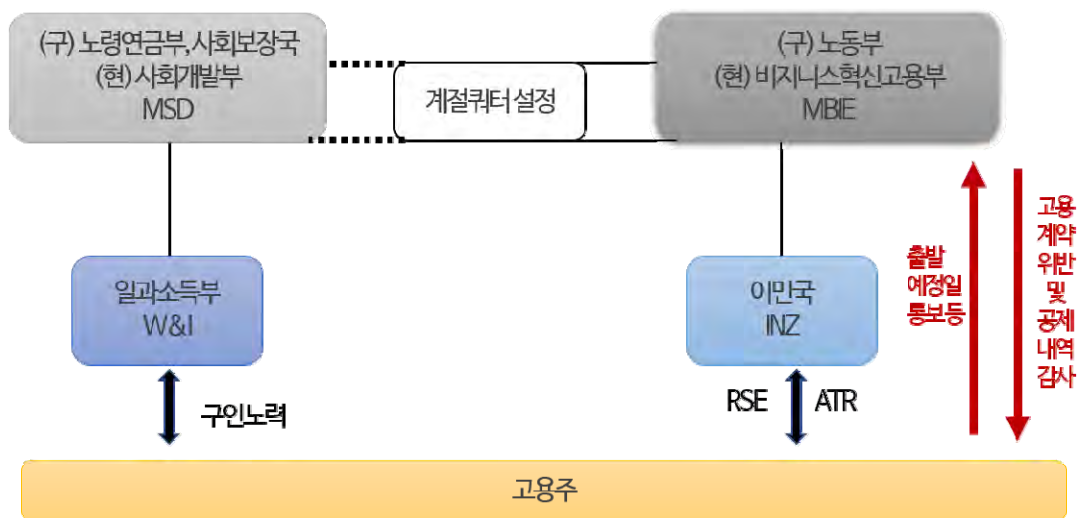 (구) 노령연금부, 사회보장국
(현) 사회개발부
MSD
계절쿼터 설정
(구) 노동부
(현) 비지니스혁신고용부
MBIE
일과소득부
W&I
이민국
INZ
출발
예정일
통보등
고용
계약
위반
및
공제
내역
감사
구인노력
RSE
ATR
고용주